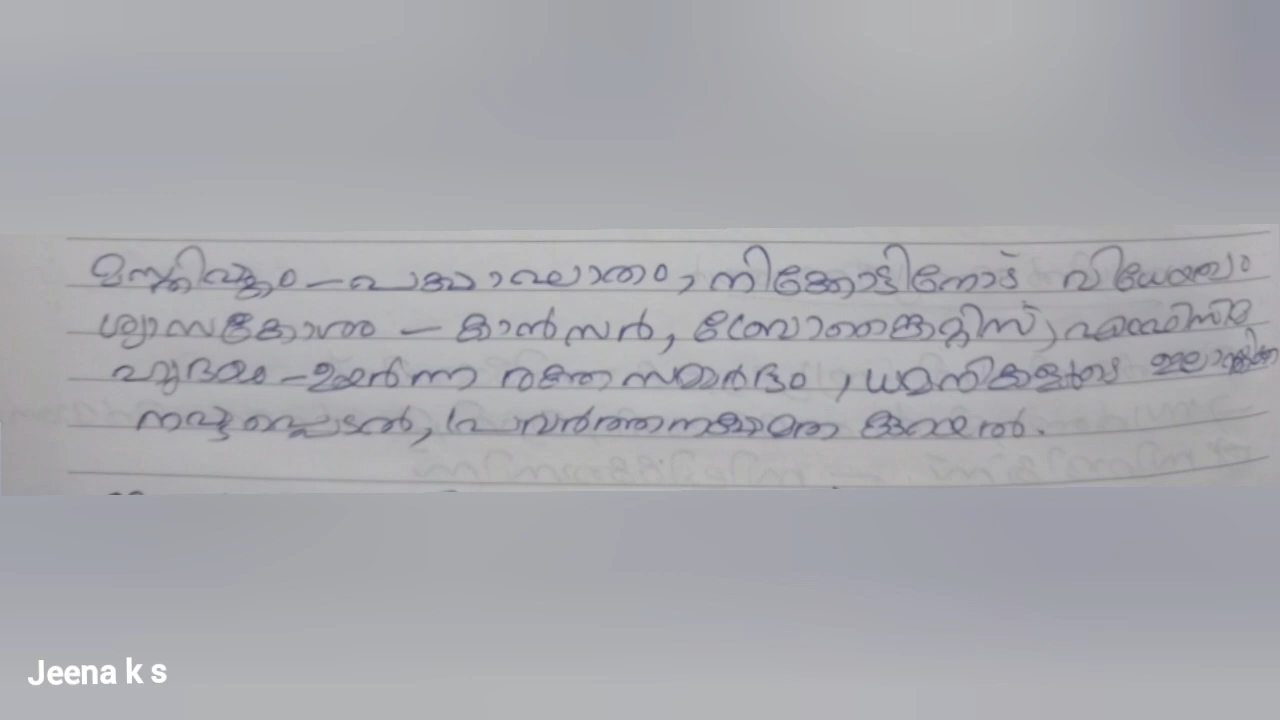 മസ്തിഷ്കം – പക്ഷാഘാതം, നിക്കോട്ടിനോട് വിധേയത്വം
ശ്വാസകോശം – കാൻസർ, ബ്രോങ്കൈറ്റിസ്, എംഫിസിമ
ഹൃദയം – ഉയർന്ന രക്തസമ്മർദ്ദം, ധമനികളുടെ ഇലാസ്തികത
നഷ്ടപ്പെടൽ, പ്രവർത്തനക്ഷമത കുറയൽ.
Jeena k s